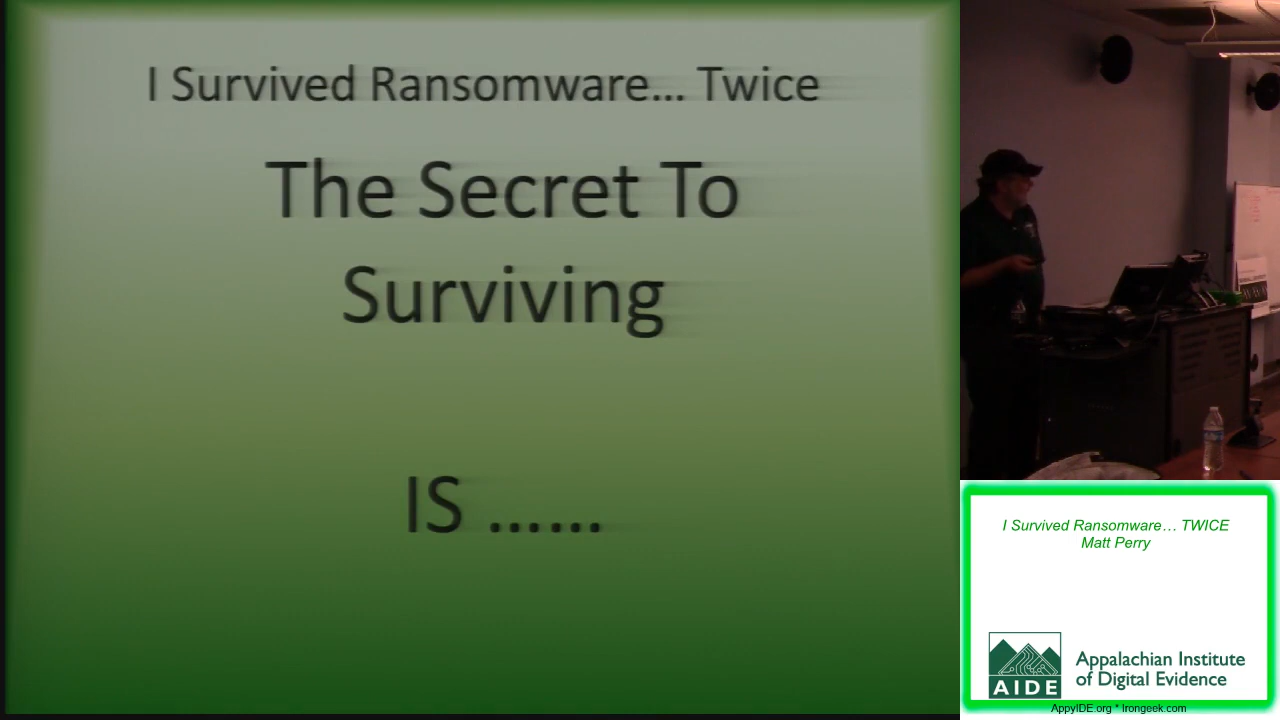 I Survived Ransomware... Twice
The Secret To
Surviving
IS ......
I Survived Ransomware... TWICE
Matt Perry
AIDE
Appalachian Institute
of Digital Evidence
AppyIDE.org * Irongeek.com